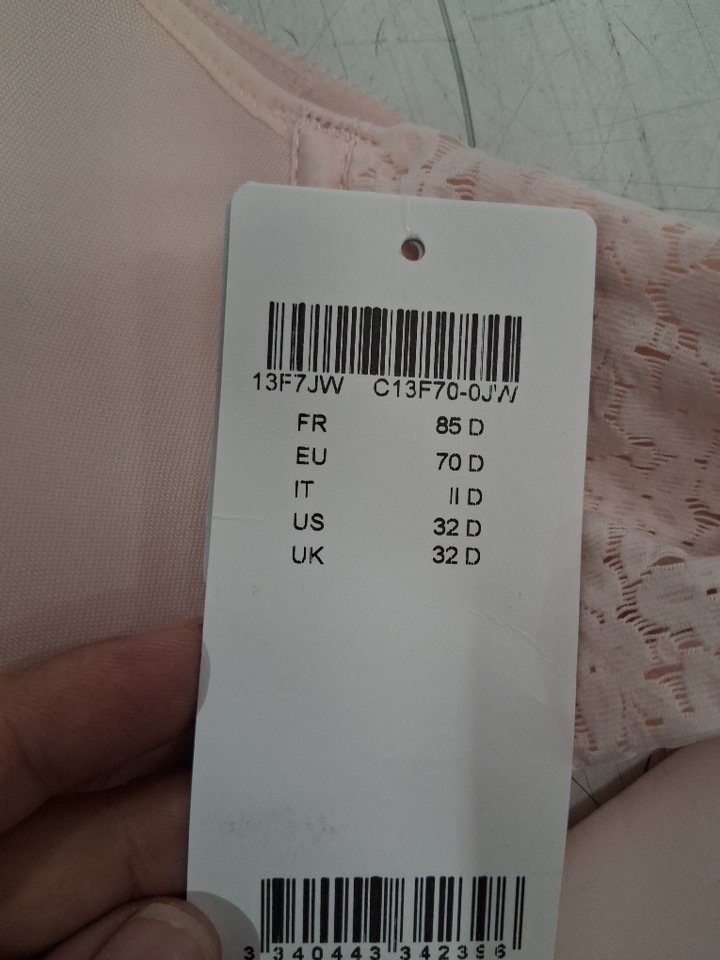 13F7JW C13F70-0JW
FR 85 D
EU 70 D
IT II D
US 32 D
UK 32 D
3 340443 342396